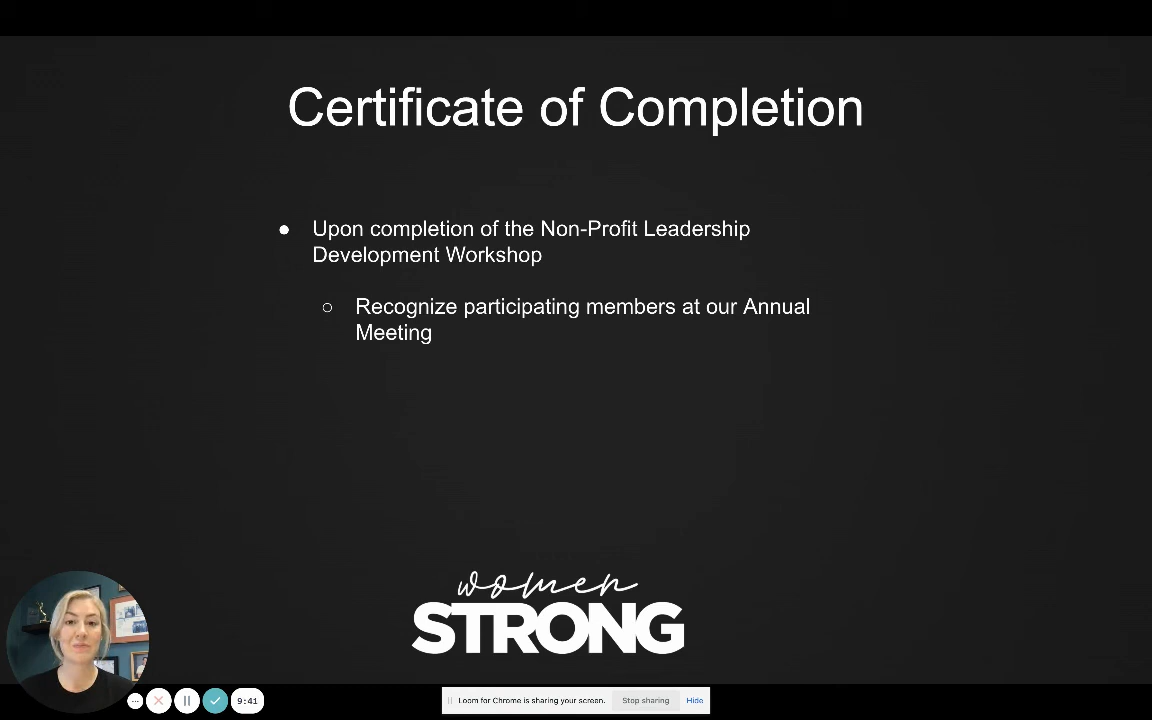 Certificate of Completion
● Upon completion of the Non-Profit Leadership
Development Workshop
○ Recognize participating members at our Annual
Meeting
women
STRONG
9:41
Loom for Chrome is sharing your screen. Stop sharing Hide